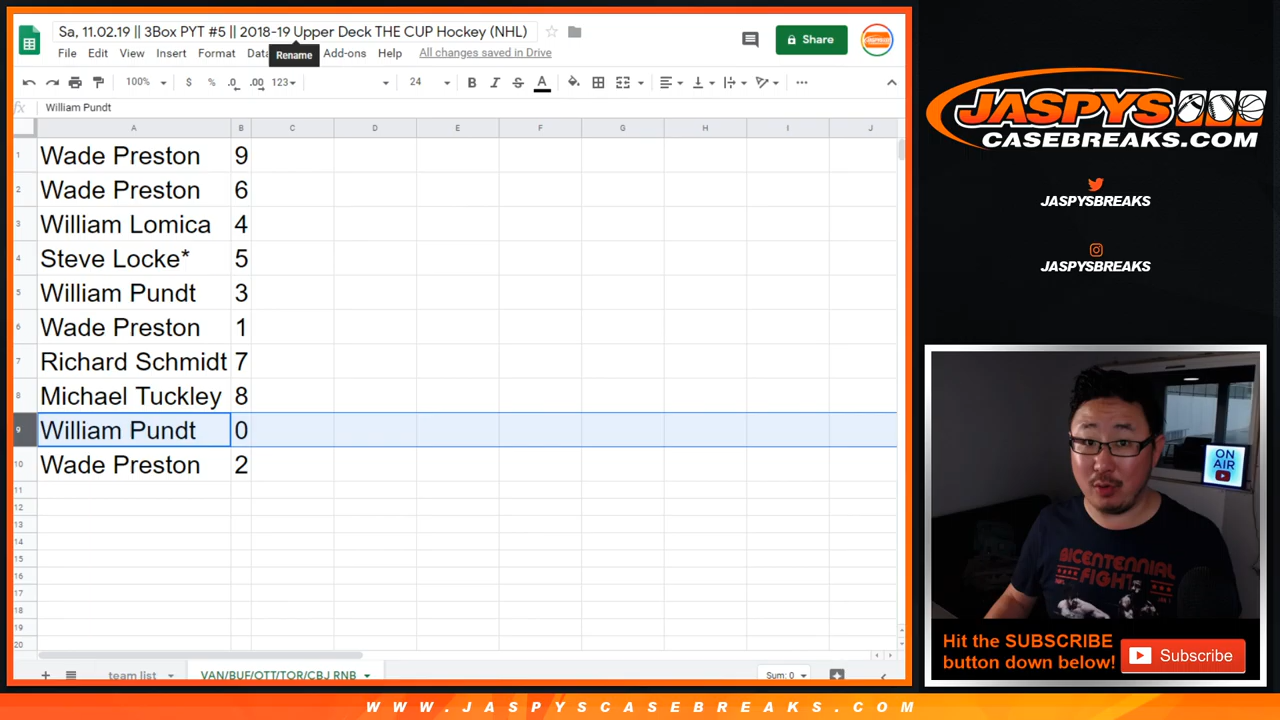 Sa, 11.02.19 || 3Box PYT #5 || 2018-19 Upper Deck THE CUP Hockey (NHL)
File Edit View Insert Format Data Add-ons Help All changes saved in Drive
Rename
Share
100% $ % .0 .00 123 24 B I S A
fx William Pundt
A B C D E F G H I J
1 Wade Preston 9
2 Wade Preston 6
3 William Lomica 4
4 Steve Locke* 5
5 William Pundt 3
6 Wade Preston 1
7 Richard Schmidt 7
8 Michael Tuckley 8
9 William Pundt 0
10 Wade Preston 2
11
12
13
14
15
16
17
18
19
20
team list VAN/BUF/OTT/TOR/CBJ RNB Sum: 0
JASPYS
CASEBREAKS.COM
JASPYSBREAKS
JASPYSBREAKS
ON
AIR
BICENTENNIAL
FIGHT
Hit the SUBSCRIBE
button down below!
Subscribe
WWW.JASPYSCASEBREAKS.COM